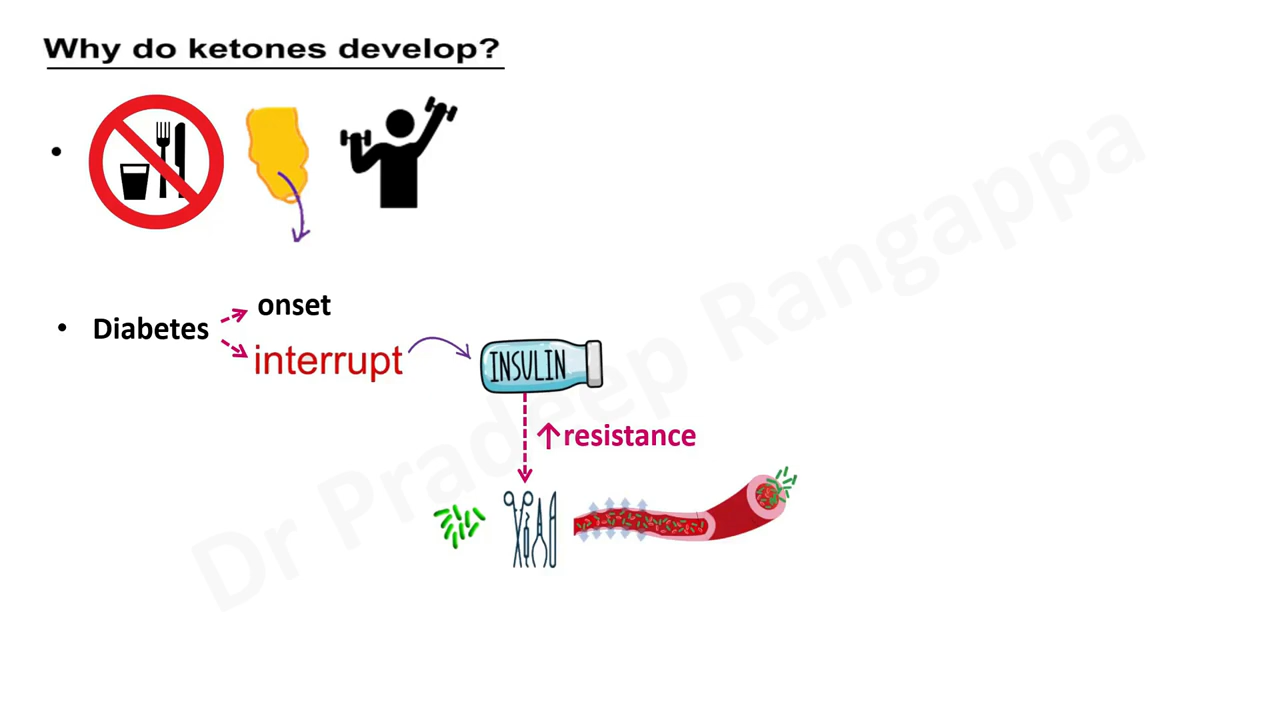 Why do ketones develop?
• Diabetes
onset
interrupt
INSULIN
↑resistance
Dr Pradeep Rangappa